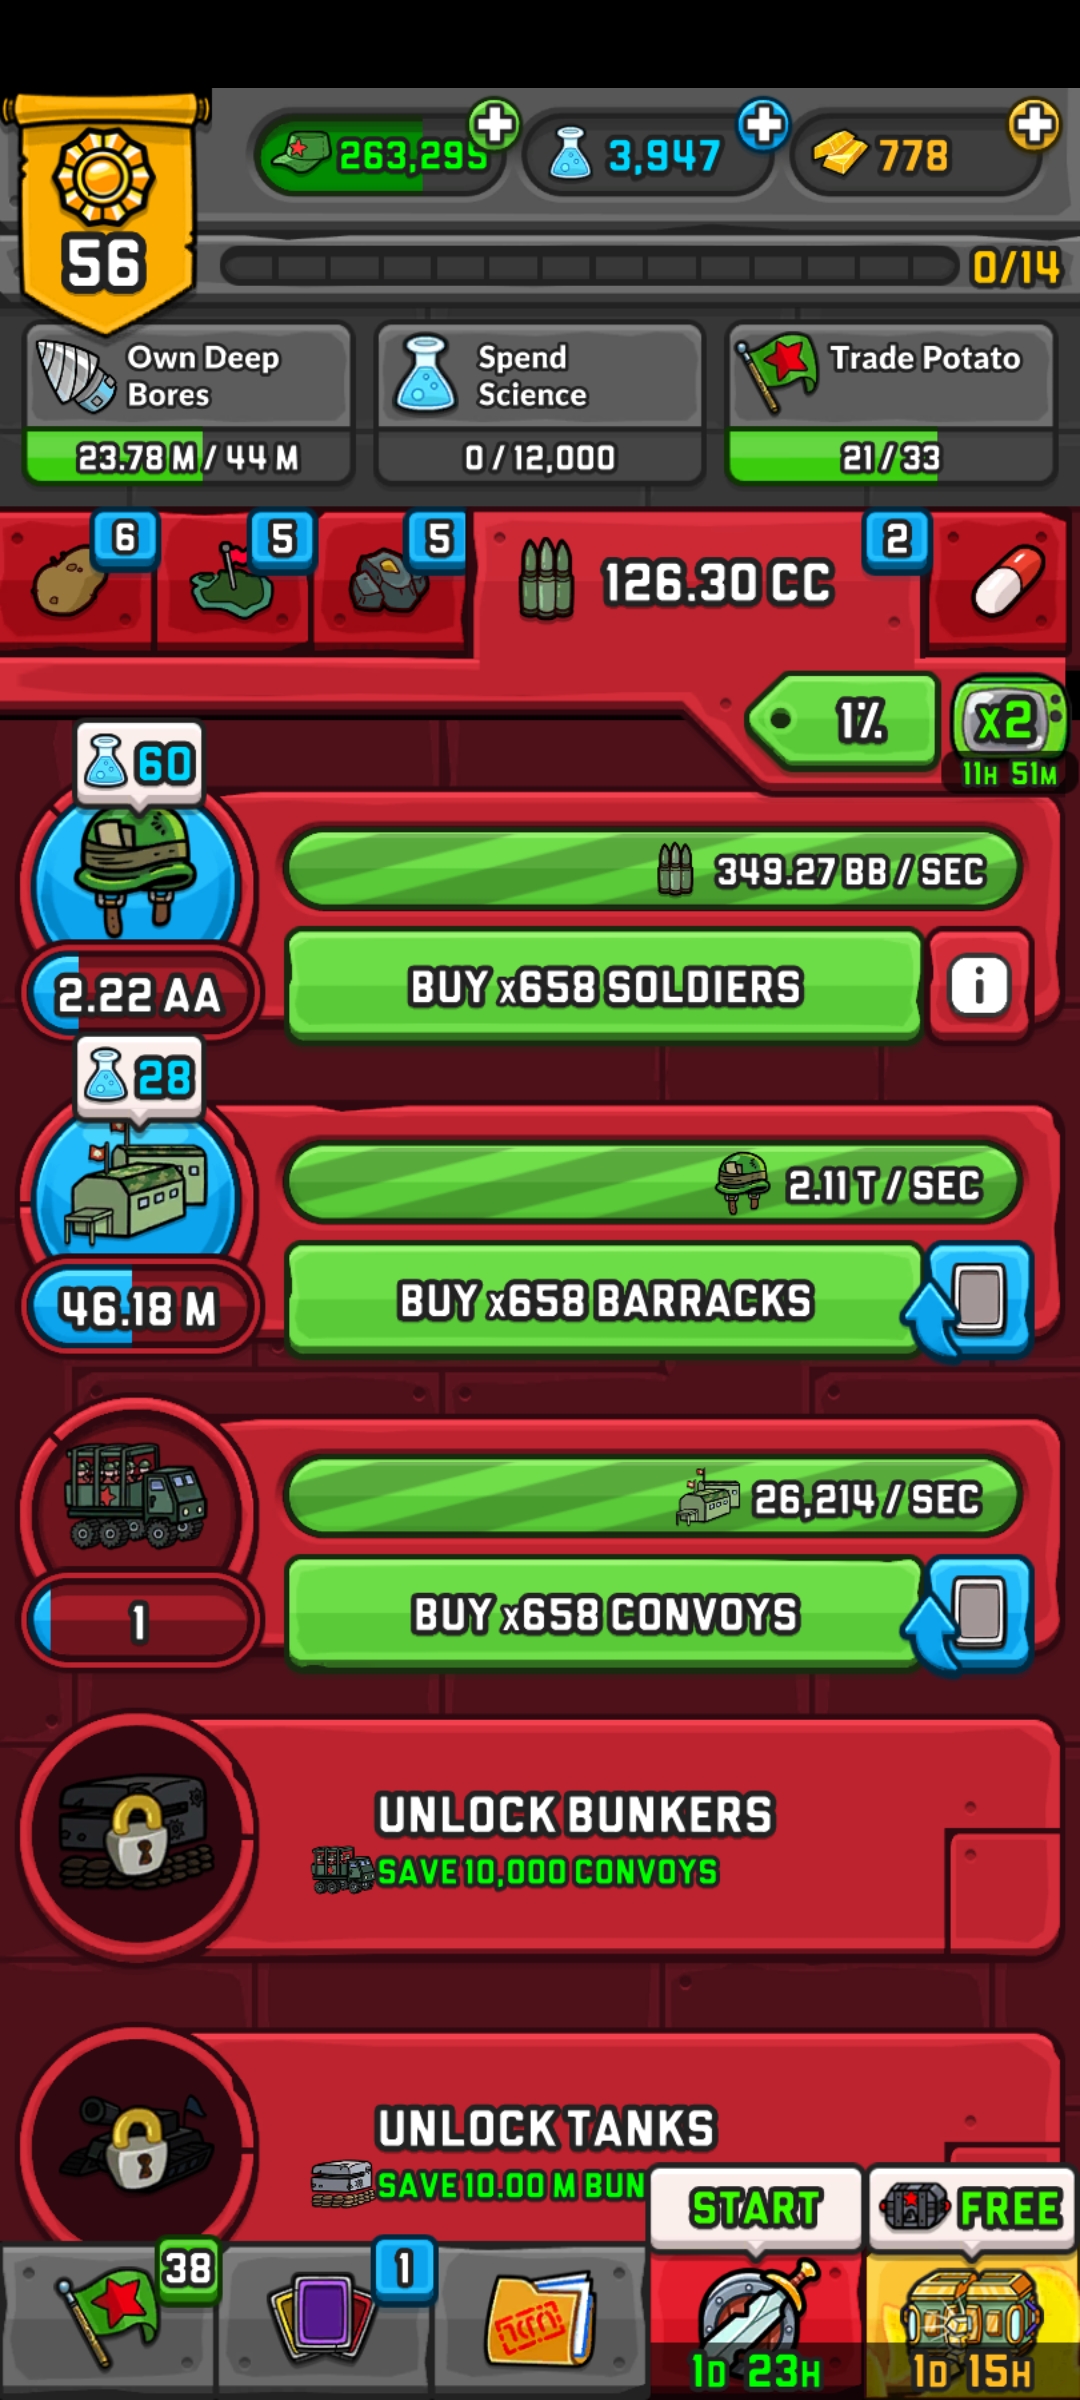 263,295
3,947
778
56
0/14
Own Deep
Bores
23.78 M / 44 M
Spend
Science
0 / 12,000
Trade Potato
21 / 33
6
5
5
126.30 CC
2
1%
x2
11H 51M
60
349.27 BB / SEC
2.22 AA
BUY x658 SOLDIERS
i
28
2.11 T / SEC
46.18 M
BUY x658 BARRACKS
26,214 / SEC
1
BUY x658 CONVOYS
UNLOCK BUNKERS
SAVE 10,000 CONVOYS
UNLOCK TANKS
SAVE 10.00 M BUN
START
FREE
38
1
1D 23H
1D 15H